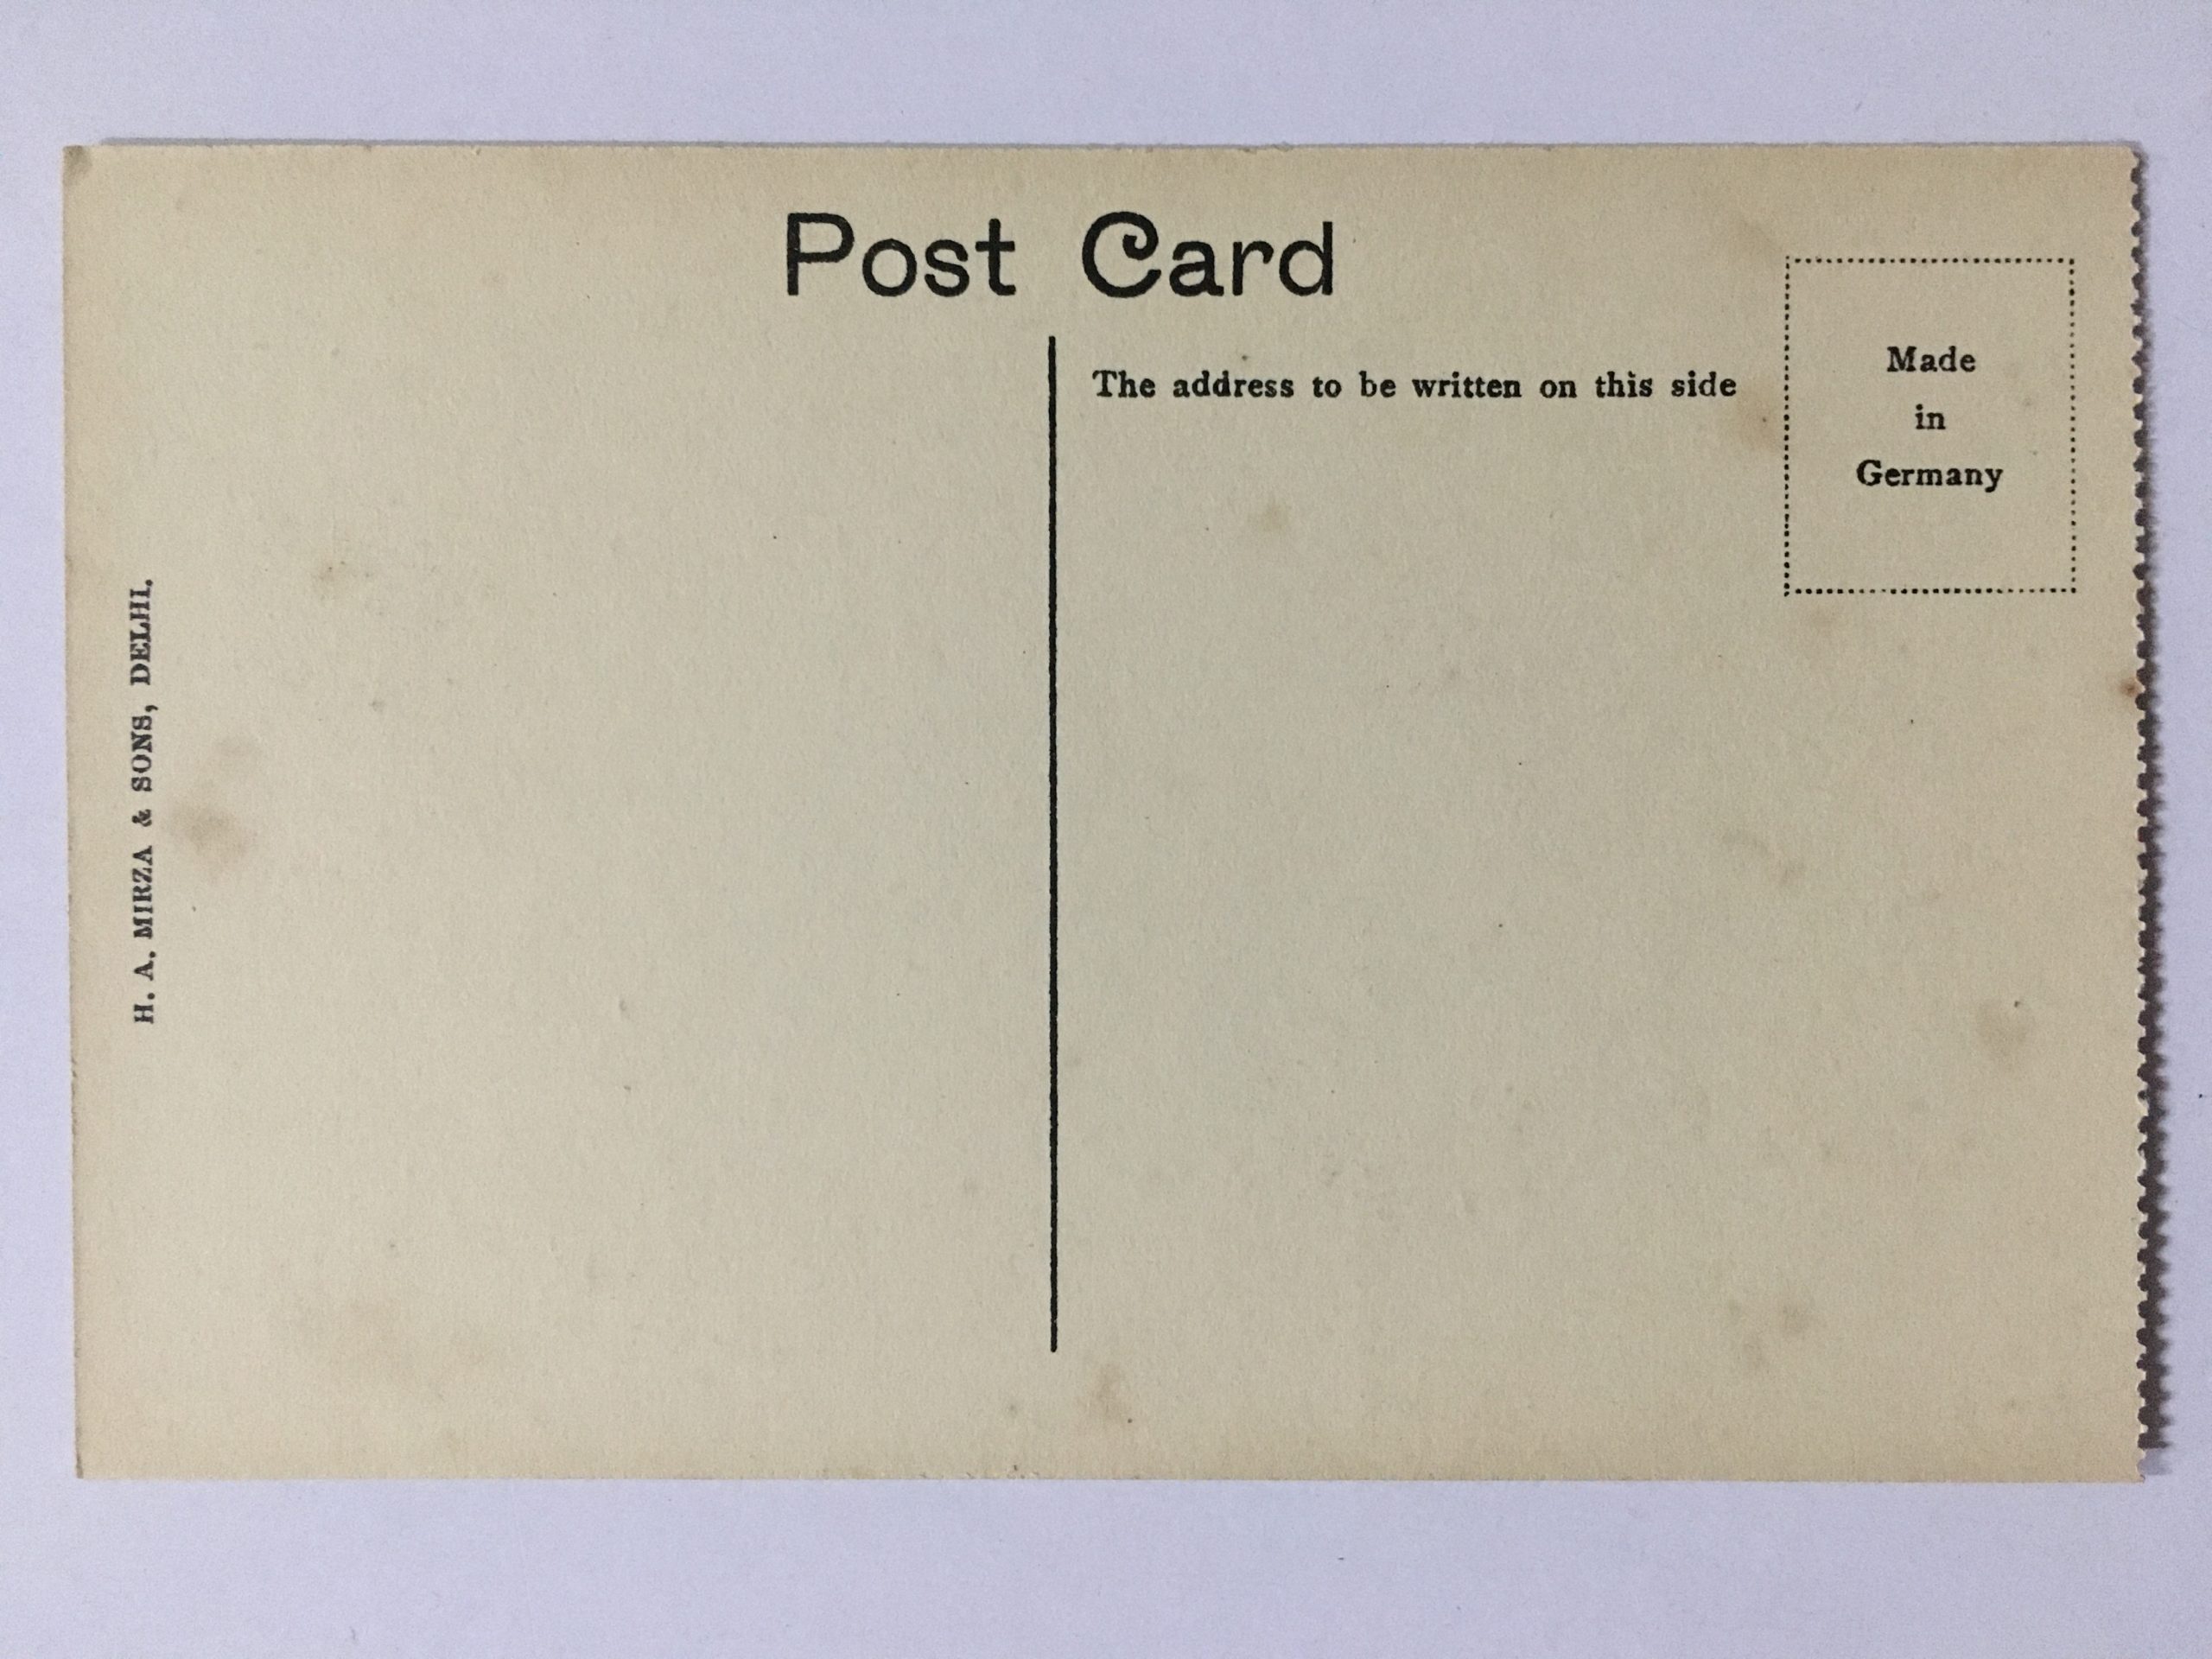 Post Card
The address to be written on this side
Made
in
Germany
H. A. MIRZA & SONS, DELHI.